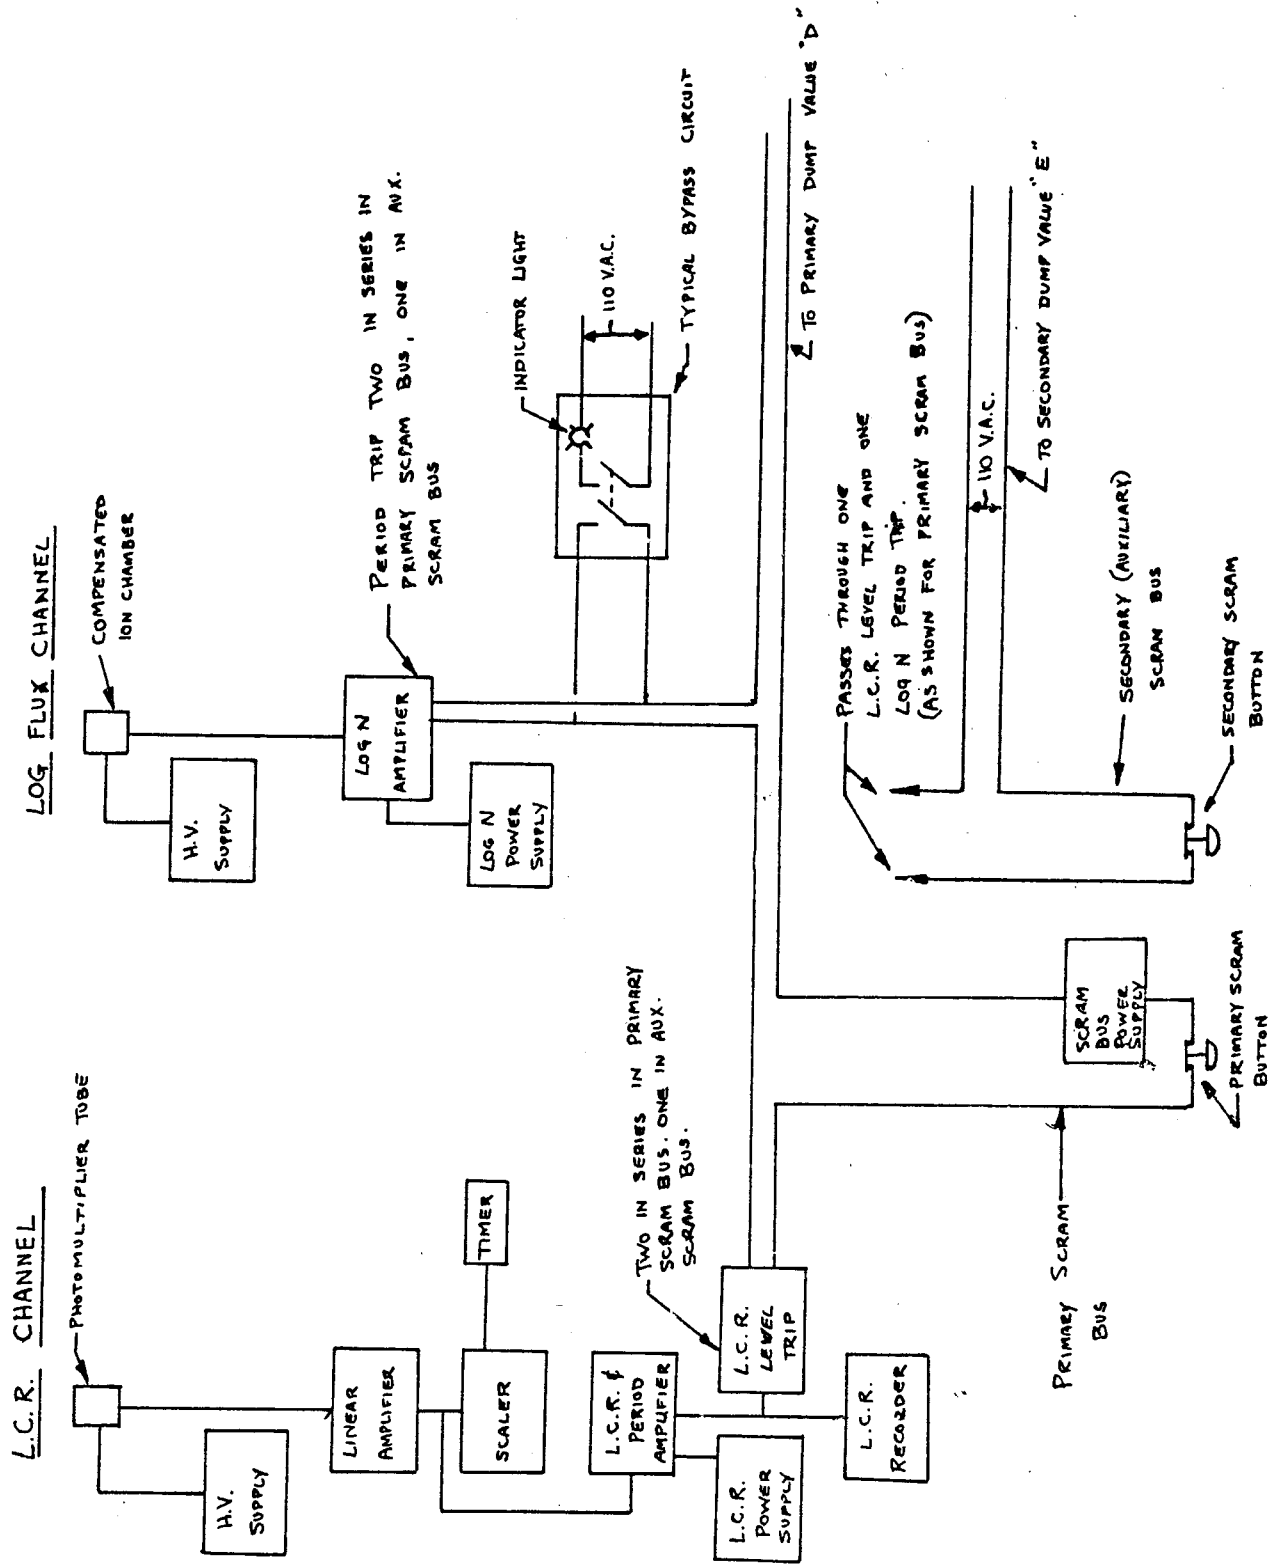 L.C.R. CHANNEL
PHOTOMULTIPLIER TUBE
H.V.
SUPPLY
LINEAR
AMPLIFIER
TIMER
SCALER
L.C.R. &
PERIOD
AMPLIFIER
L.C.R.
POWER
SUPPLY
L.C.R.
LEVEL
TRIP
L.C.R.
RECORDER
TWO IN SERIES IN PRIMARY
SCRAM BUS. ONE IN AUX.
SCRAM BUS.
PRIMARY SCRAM
BUS
SCRAM
BUS
POWER
SUPPLY
PRIMARY SCRAM
BUTTON
LOG FLUX CHANNEL
COMPENSATED
ION CHAMBER
H.V.
SUPPLY
LOG N
AMPLIFIER
LOG N
POWER
SUPPLY
PERIOD TRIP TWO IN SERIES IN
PRIMARY SCRAM BUS, ONE IN AUX.
SCRAM BUS
INDICATOR LIGHT
110 V.A.C.
TYPICAL BYPASS CIRCUIT
TO PRIMARY DUMP VALUE "D"
PASSES THROUGH ONE
L.C.R. LEVEL TRIP AND ONE
LOG N PERIOD TRIP.
(AS SHOWN FOR PRIMARY SCRAM BUS)
110 V.A.C.
TO SECONDARY DUMP VALUE "E"
SECONDARY (AUXILIARY)
SCRAM BUS
SECONDARY SCRAM
BUTTON